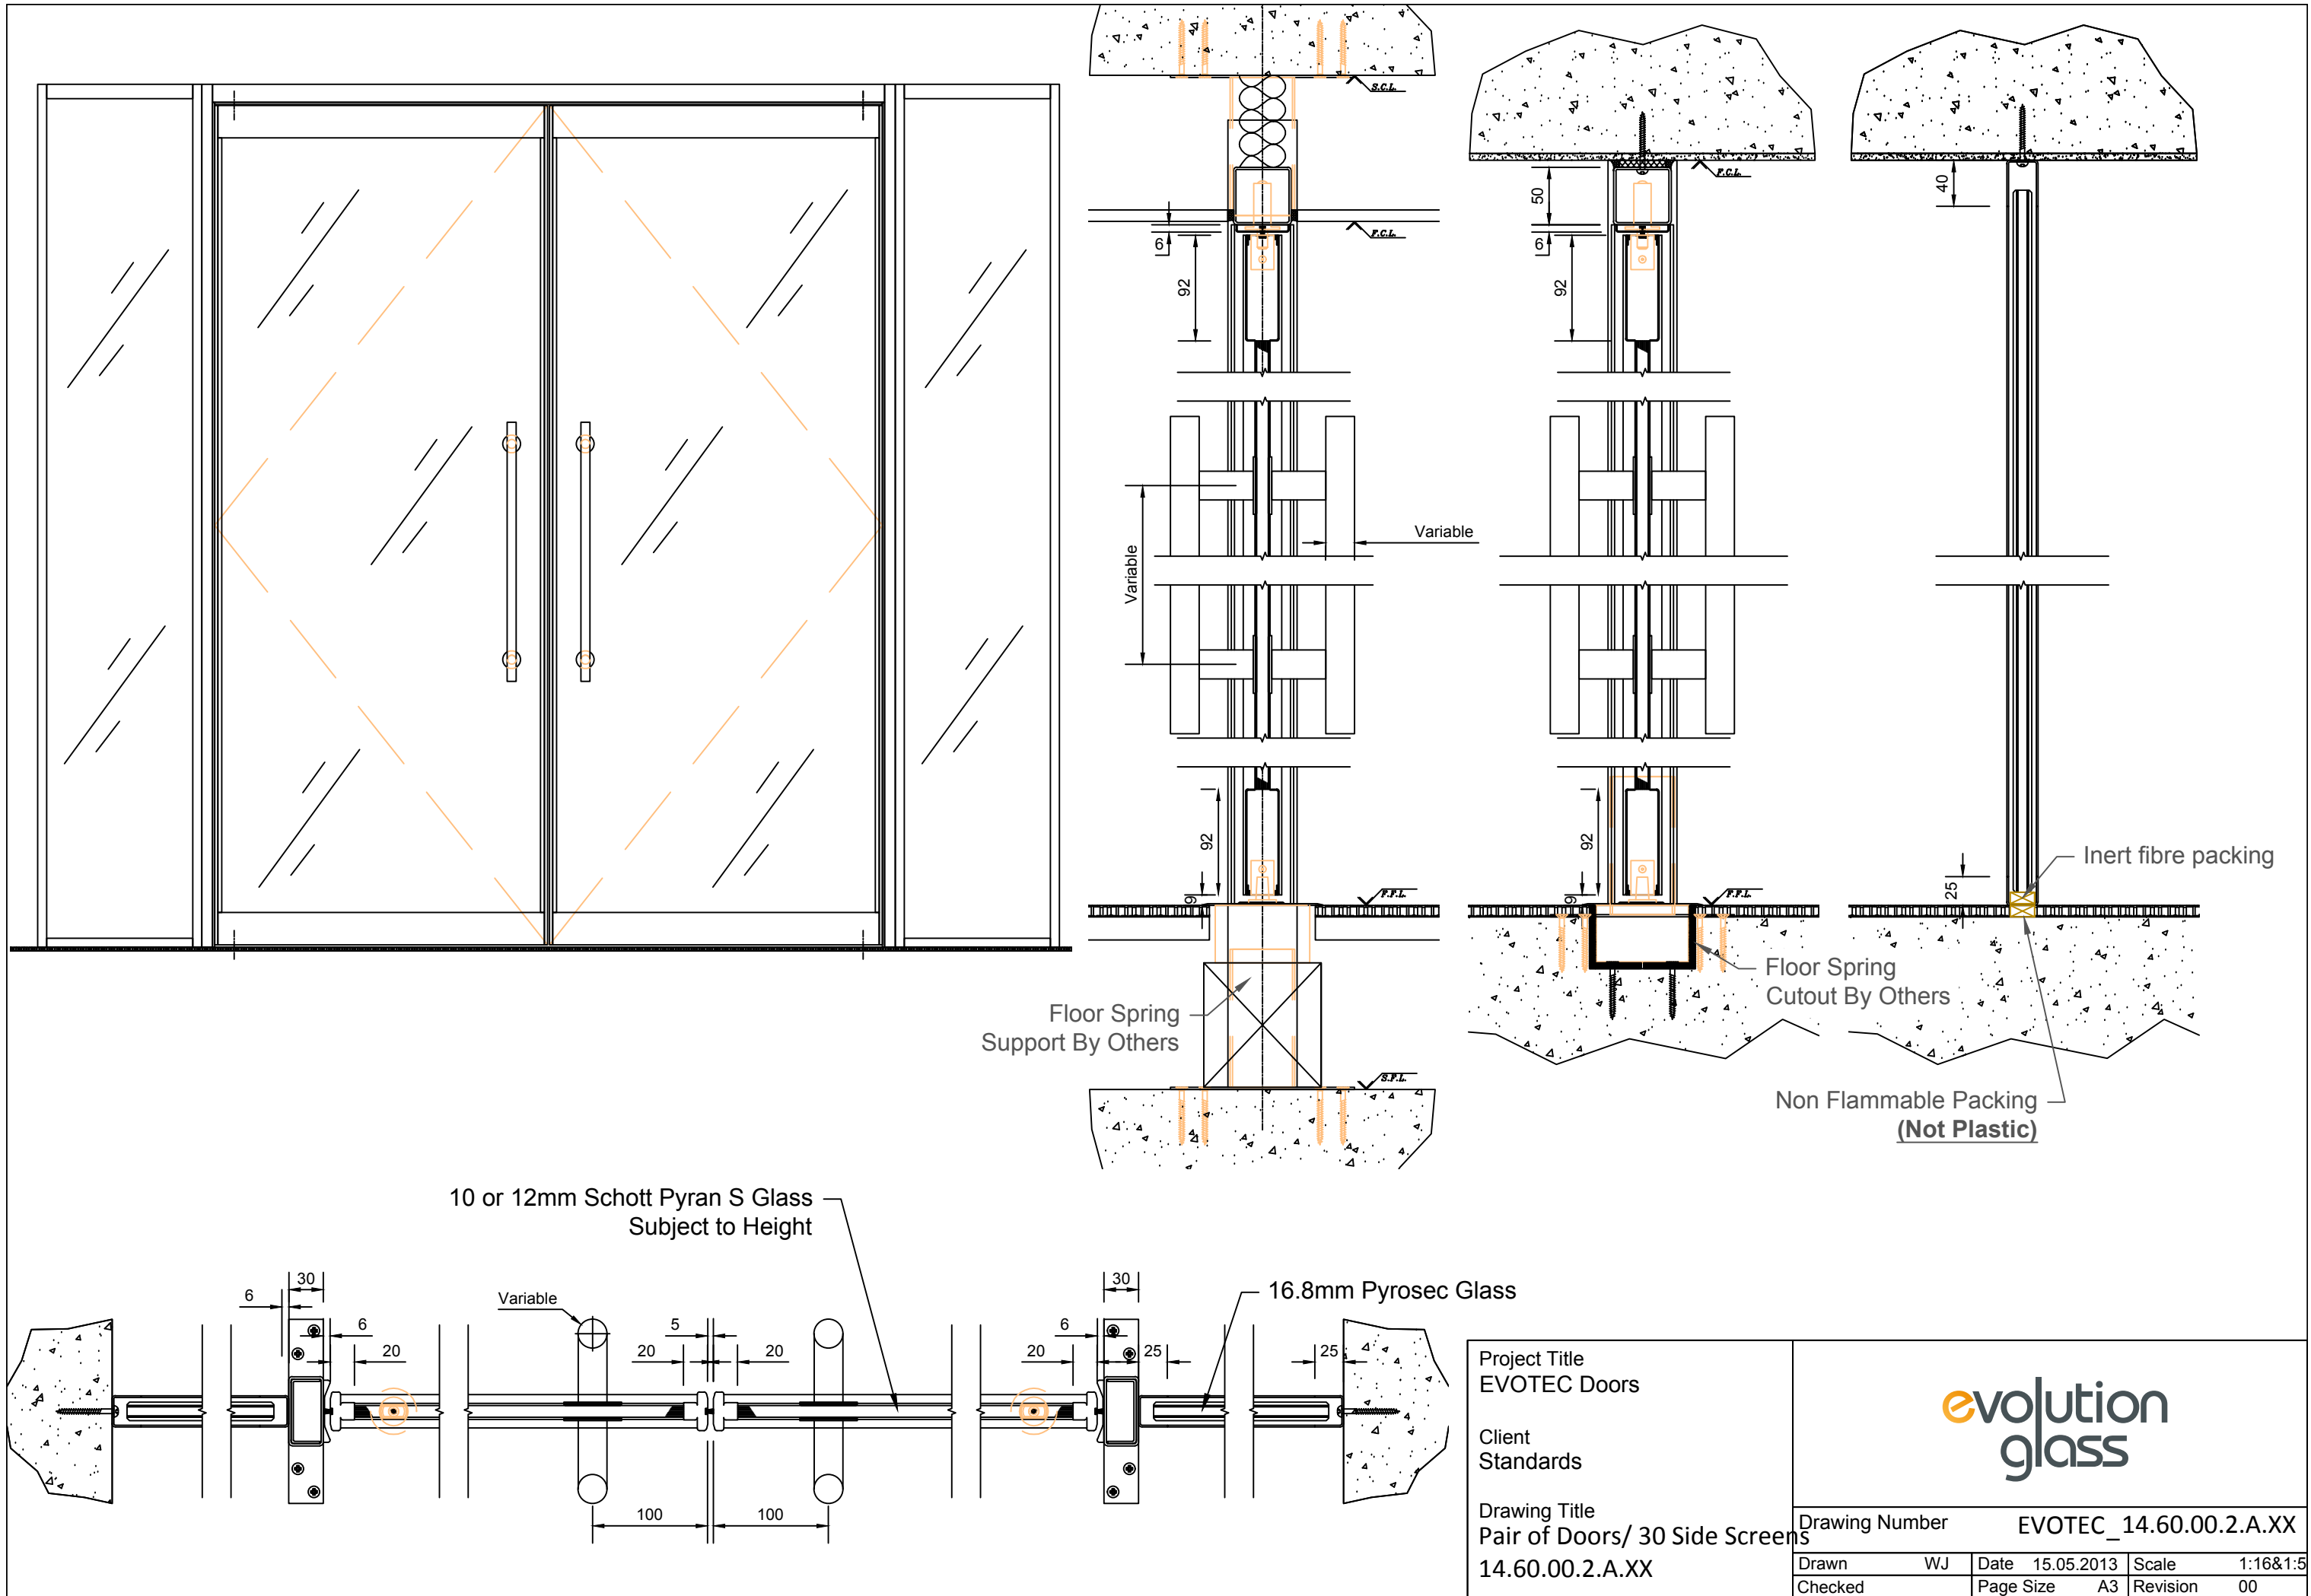 S.C.L.
F.C.L.
6
92
Variable
Variable
92
9
F.F.L.
Floor Spring
Support By Others
S.F.L.
F.C.L.
50
6
92
92
9
F.F.L.
Floor Spring
Cutout By Others
40
25
Inert fibre packing
Non Flammable Packing
(Not Plastic)
10 or 12mm Schott Pyran S Glass
Subject to Height
16.8mm Pyrosec Glass
30
6
6
20
Variable
5
20
20
100
100
30
6
20
25
25
Project Title
EVOTEC Doors
Client
Standards
Drawing Title
Pair of Doors/ 30 Side Screens
14.60.00.2.A.XX
evolution
glass
Drawing Number EVOTEC_14.60.00.2.A.XX
Drawn WJ Date 15.05.2013 Scale 1:16&1:5
Checked Page Size A3 Revision 00